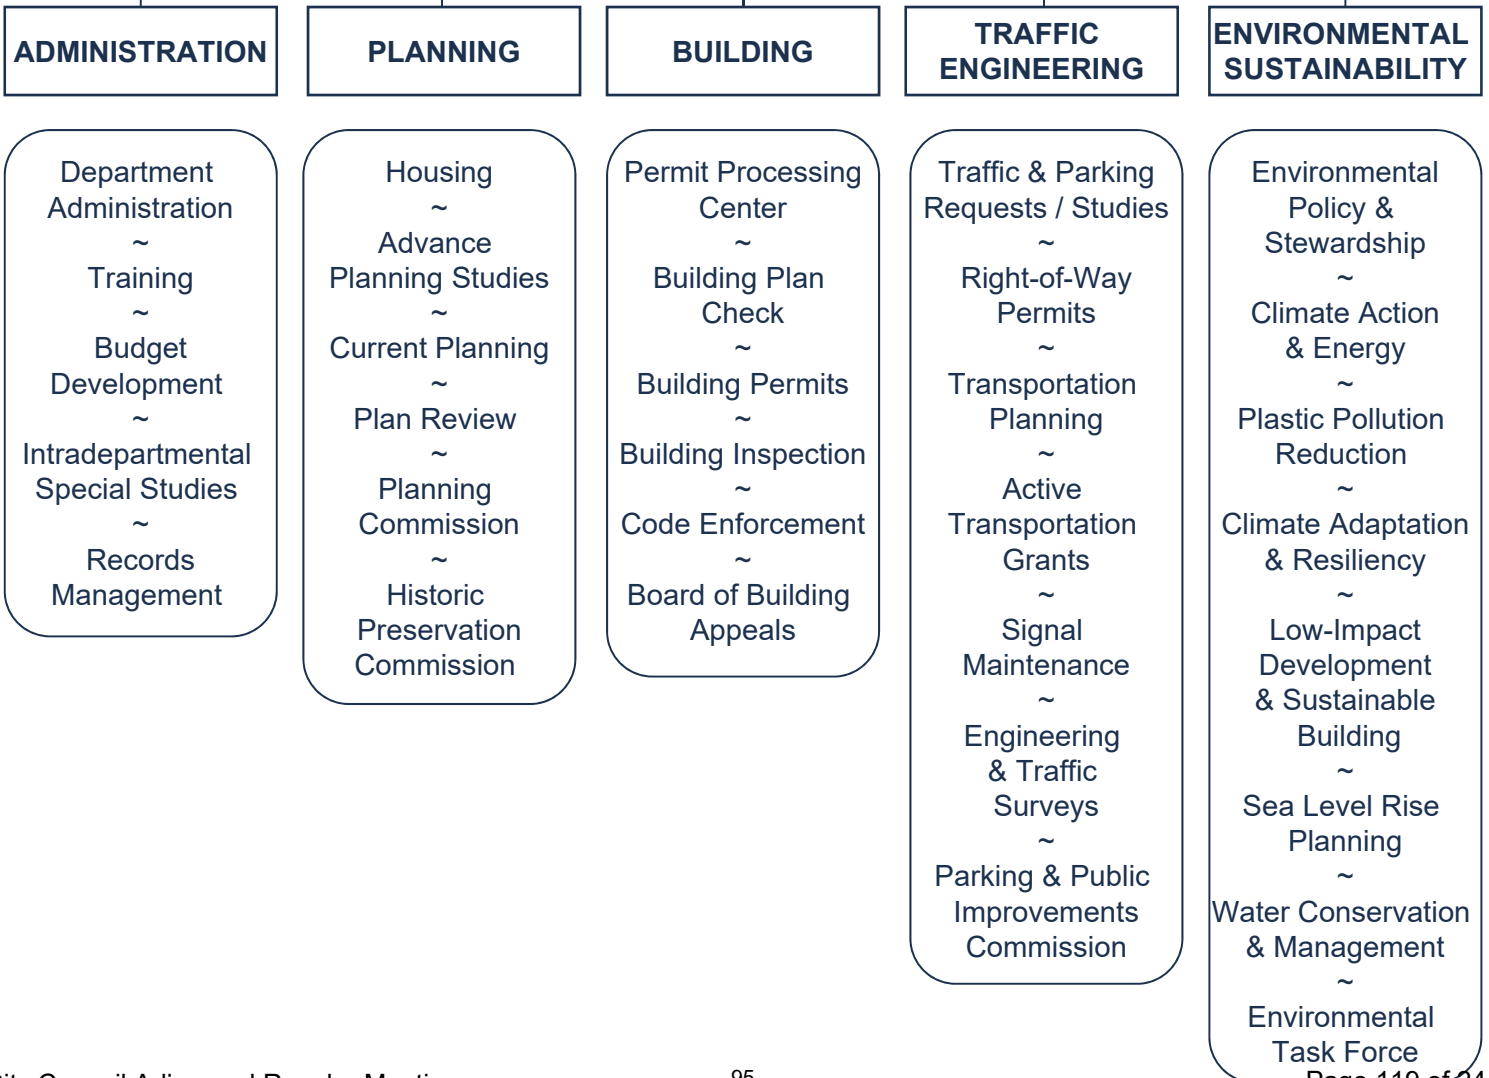 ADMINISTRATION
Department
Administration
~
Training
~
Budget
Development
~
Intradepartmental
Special Studies
~
Records
Management
PLANNING
Housing
~
Advance
Planning Studies
~
Current Planning
~
Plan Review
~
Planning
Commission
~
Historic
Preservation
Commission
BUILDING
Permit Processing
Center
~
Building Plan
Check
~
Building Permits
~
Building Inspection
~
Code Enforcement
~
Board of Building
Appeals
TRAFFIC
ENGINEERING
Traffic & Parking
Requests / Studies
~
Right-of-Way
Permits
~
Transportation
Planning
~
Active
Transportation
Grants
~
Signal
Maintenance
~
Engineering
& Traffic
Surveys
~
Parking & Public
Improvements
Commission
ENVIRONMENTAL
SUSTAINABILITY
Environmental
Policy &
Stewardship
~
Climate Action
& Energy
~
Plastic Pollution
Reduction
~
Climate Adaptation
& Resiliency
~
Low-Impact
Development
& Sustainable
Building
~
Sea Level Rise
Planning
~
Water Conservation
& Management
~
Environmental
Task Force
Council
95
Page 119 of